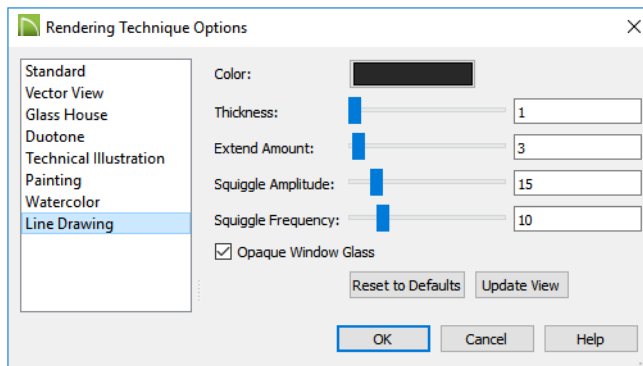 Rendering Technique Options
Standard
Vector View
Glass House
Duotone
Technical Illustration
Painting
Watercolor
Line Drawing
Color:
Thickness: 1
Extend Amount: 3
Squiggle Amplitude: 15
Squiggle Frequency: 10
Opaque Window Glass
Reset to Defaults Update View
OK Cancel Help